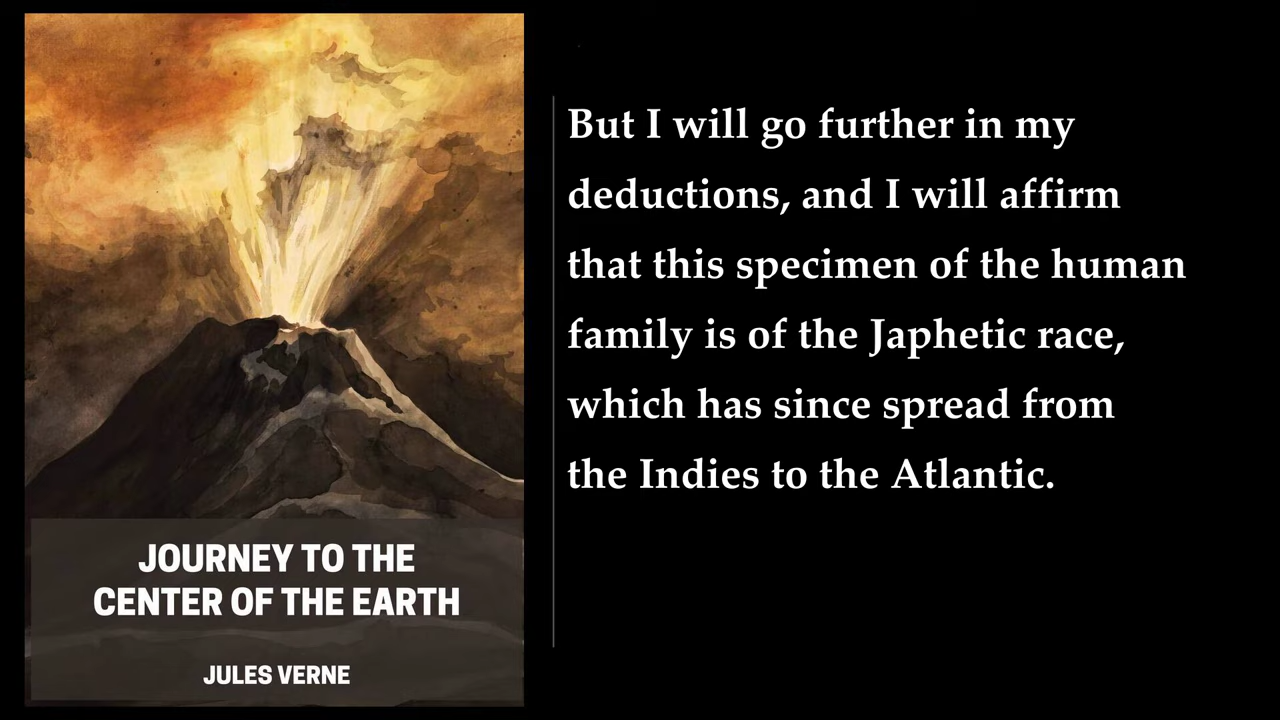 JOURNEY TO THE
CENTER OF THE EARTH
JULES VERNE
But I will go further in my
deductions, and I will affirm
that this specimen of the human
family is of the Japhetic race,
which has since spread from
the Indies to the Atlantic.